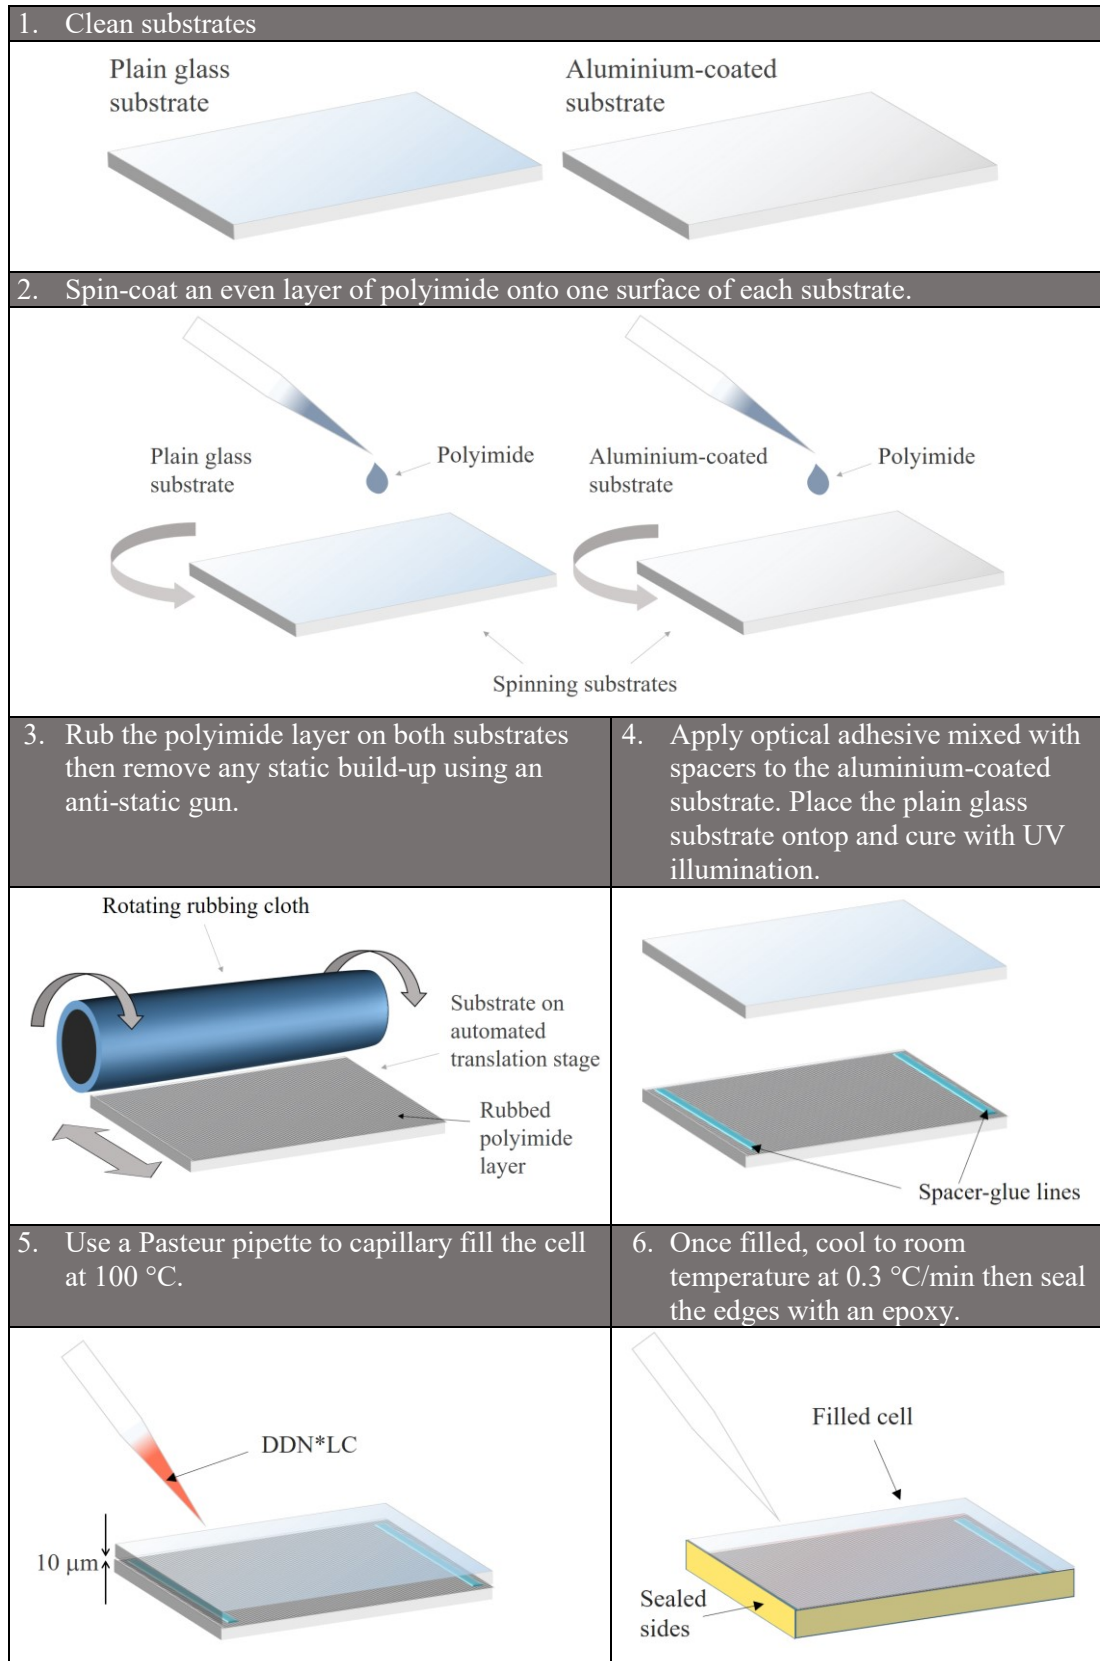 1. Clean substrates
Plain glass
substrate
Aluminium-coated
substrate
2. Spin-coat an even layer of polyimide onto one surface of each substrate.
Plain glass
substrate
Polyimide
Aluminium-coated
substrate
Polyimide
Spinning substrates
3. Rub the polyimide layer on both substrates
then remove any static build-up using an
anti-static gun.
4. Apply optical adhesive mixed with
spacers to the aluminium-coated
substrate. Place the plain glass
substrate ontop and cure with UV
illumination.
Rotating rubbing cloth
Substrate on
automated
translation stage
Rubbed
polyimide
layer
Spacer-glue lines
5. Use a Pasteur pipette to capillary fill the cell
at 100 °C.
6. Once filled, cool to room
temperature at 0.3 °C/min then seal
the edges with an epoxy.
DDN*LC
10 µm
Filled cell
Sealed
sides